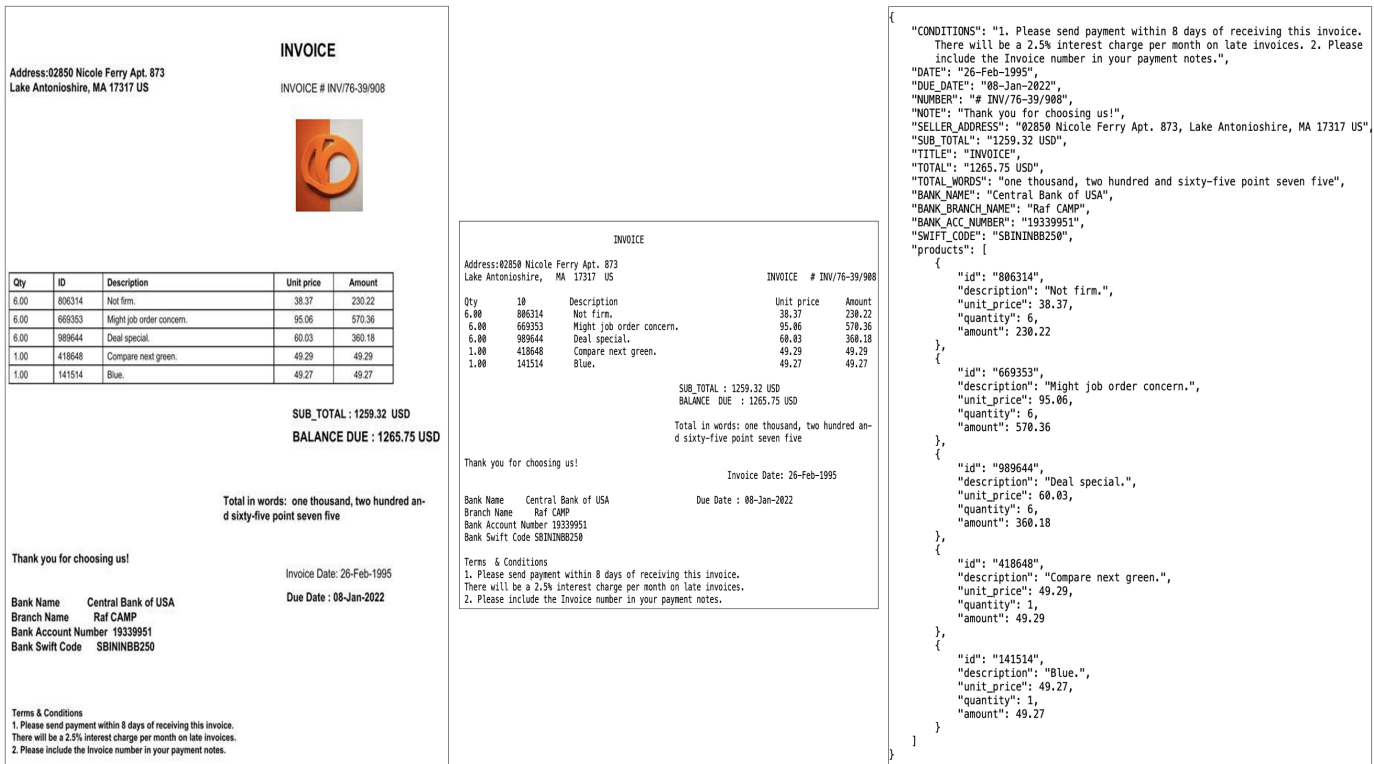 INVOICE
Address:02850 Nicole Ferry Apt. 873
Lake Antonioshire, MA 17317 US
INVOICE # INV/76-39/908
Qty ID Description Unit price Amount
6.00 806314 Not firm. 38.37 230.22
6.00 669353 Might job order concern. 95.06 570.36
6.00 989644 Deal special. 60.03 360.18
1.00 418648 Compare next green. 49.29 49.29
1.00 141514 Blue. 49.27 49.27
SUB_TOTAL : 1259.32 USD
BALANCE DUE : 1265.75 USD
Total in words: one thousand, two hundred an-
d sixty-five point seven five
Thank you for choosing us!
Invoice Date: 26-Feb-1995
Due Date : 08-Jan-2022
Bank Name Central Bank of USA
Branch Name Raf CAMP
Bank Account Number 19339951
Bank Swift Code SBININBB250
Terms & Conditions
1. Please send payment within 8 days of receiving this invoice.
There will be a 2.5% interest charge per month on late invoices.
2. Please include the Invoice number in your payment notes.
INVOICE
Address:02850 Nicole Ferry Apt. 873
Lake Antonioshire, MA 17317 US INVOICE # INV/76-39/908
Qty 10 Description Unit price Amount
6.00 806314 Not firm. 38.37 230.22
6.00 669353 Might job order concern. 95.06 570.36
6.00 989644 Deal special. 60.03 360.18
1.00 418648 Compare next green. 49.29 49.29
1.00 141514 Blue. 49.27 49.27
SUB_TOTAL : 1259.32 USD
BALANCE DUE : 1265.75 USD
Total in words: one thousand, two hundred an-
d sixty-five point seven five
Thank you for choosing us!
Invoice Date: 26-Feb-1995
Bank Name Central Bank of USA Due Date : 08-Jan-2022
Branch Name Raf CAMP
Bank Account Number 19339951
Bank Swift Code SBININBB250
Terms & Conditions
1. Please send payment within 8 days of receiving this invoice.
There will be a 2.5% interest charge per month on late invoices.
2. Please include the Invoice number in your payment notes.
{
"CONDITIONS": "1. Please send payment within 8 days of receiving this invoice.
There will be a 2.5% interest charge per month on late invoices. 2. Please
include the Invoice number in your payment notes.",
"DATE": "26-Feb-1995",
"DUE_DATE": "08-Jan-2022",
"NUMBER": "# INV/76-39/908",
"NOTE": "Thank you for choosing us!",
"SELLER_ADDRESS": "02850 Nicole Ferry Apt. 873, Lake Antonioshire, MA 17317 US",
"SUB_TOTAL": "1259.32 USD",
"TITLE": "INVOICE",
"TOTAL": "1265.75 USD",
"TOTAL_WORDS": "one thousand, two hundred and sixty-five point seven five",
"BANK_NAME": "Central Bank of USA",
"BANK_BRANCH_NAME": "Raf CAMP",
"BANK_ACC_NUMBER": "19339951",
"SWIFT_CODE": "SBININBB250",
"products": [
{
"id": "806314",
"description": "Not firm.",
"unit_price": 38.37,
"quantity": 6,
"amount": 230.22
},
{
"id": "669353",
"description": "Might job order concern.",
"unit_price": 95.06,
"quantity": 6,
"amount": 570.36
},
{
"id": "989644",
"description": "Deal special.",
"unit_price": 60.03,
"quantity": 6,
"amount": 360.18
},
{
"id": "418648",
"description": "Compare next green.",
"unit_price": 49.29,
"quantity": 1,
"amount": 49.29
},
{
"id": "141514",
"description": "Blue.",
"unit_price": 49.27,
"quantity": 1,
"amount": 49.27
}
]
}